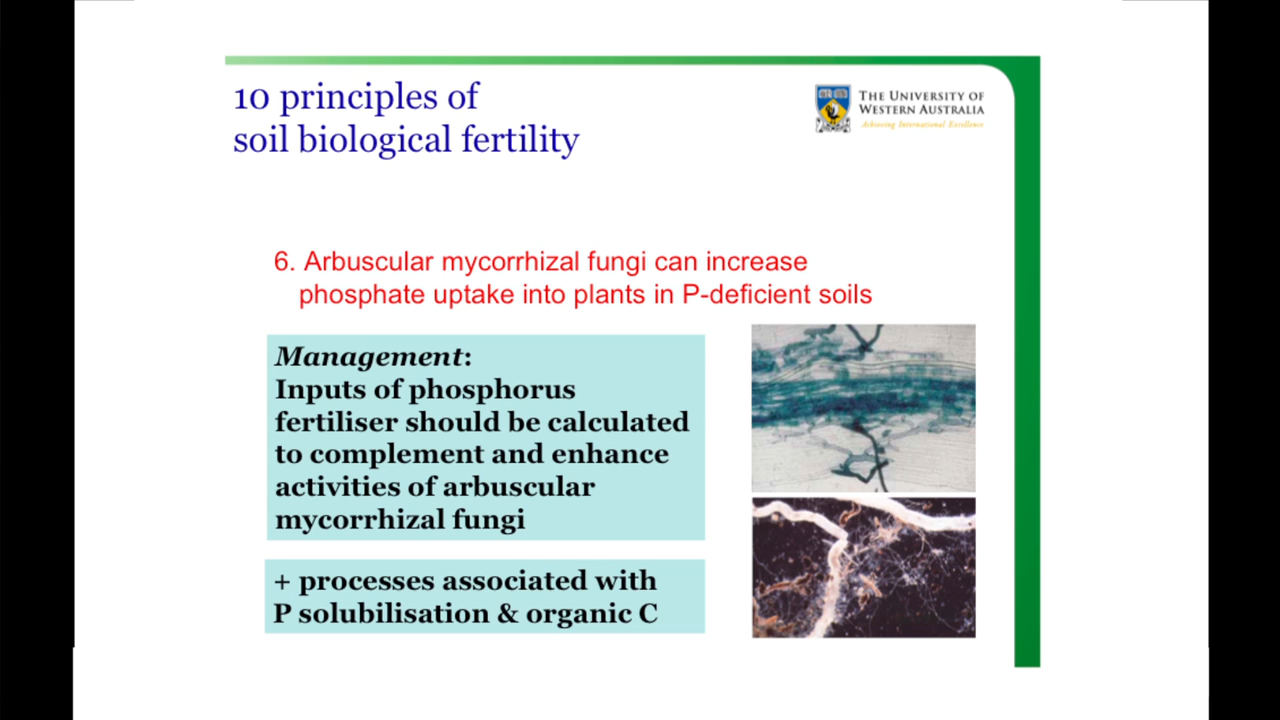 10 principles of
soil biological fertility
THE UNIVERSITY OF
WESTERN AUSTRALIA
Achieving International Excellence
6. Arbuscular mycorrhizal fungi can increase
phosphate uptake into plants in P-deficient soils
Management:
Inputs of phosphorus
fertiliser should be calculated
to complement and enhance
activities of arbuscular
mycorrhizal fungi
+ processes associated with
P solubilisation & organic C